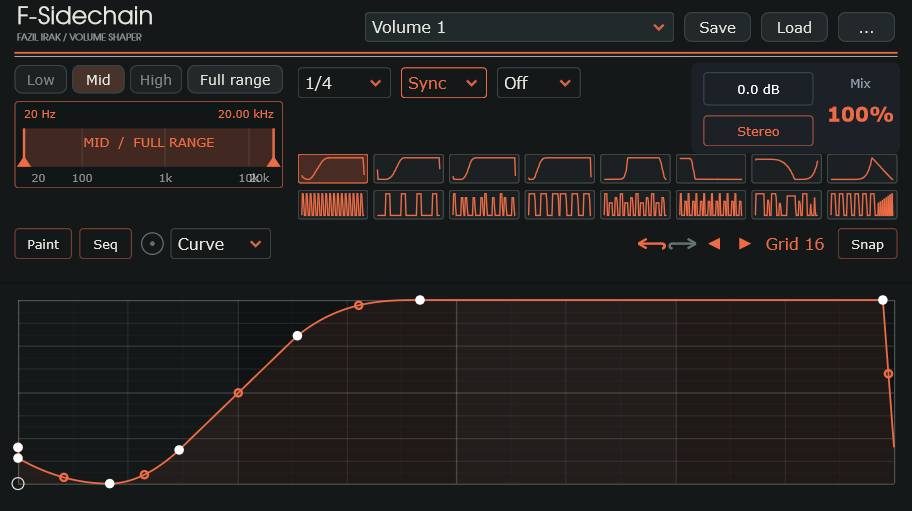 F-Sidechain
FAZIL IRAK / VOLUME SHAPER
Volume 1
Save
Load
...
Low
Mid
High
Full range
1/4
Sync
Off
0.0 dB
Mix
100%
Stereo
20 Hz
20.00 kHz
MID / FULL RANGE
20
100
1k
20k
Paint
Seq
Curve
Grid 16
Snap